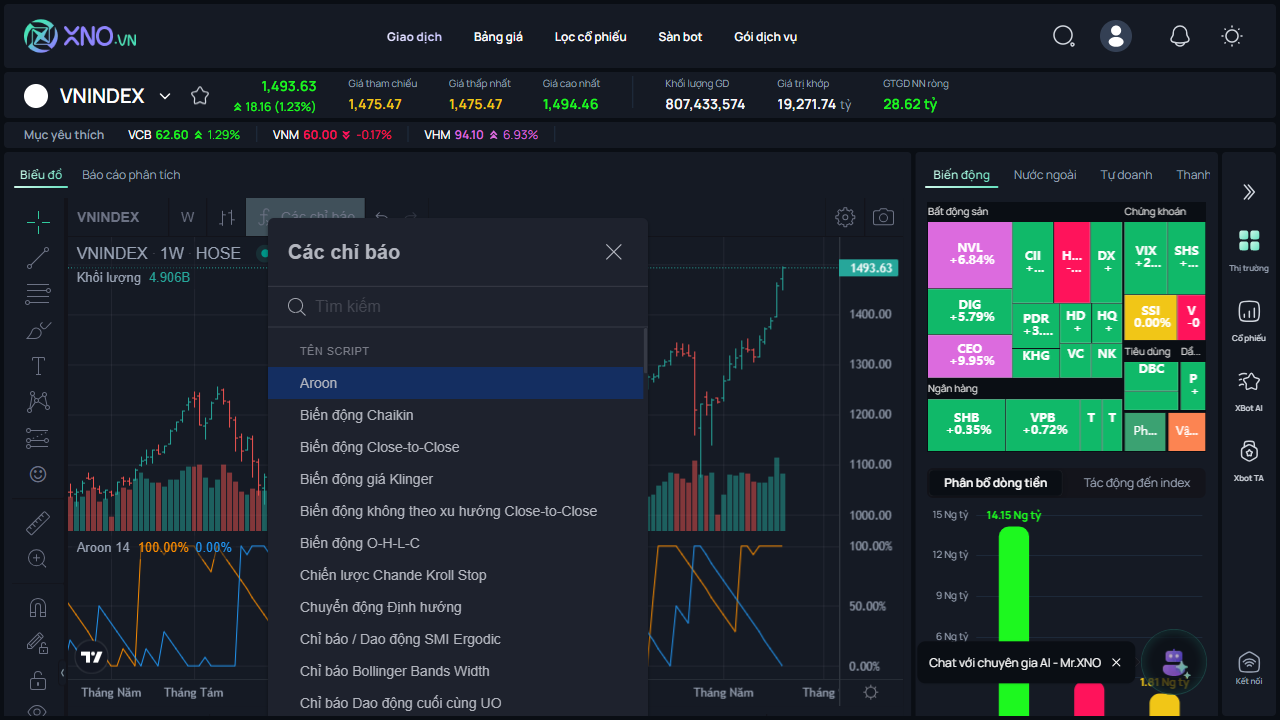 XNO.VN
Giao dịch
Bảng giá
Lọc cổ phiếu
Sàn bot
Gói dịch vụ
VNINDEX
1,493.63
18.16 (1.23%)
Giá tham chiếu
1,475.47
Giá thấp nhất
1,475.47
Giá cao nhất
1,494.46
Khối lượng GD
807,433,574
Giá trị khớp
19,271.74 tỷ
GTGD NN ròng
28.62 tỷ
Mục yêu thích
VCB 62.60 1.29%
VNM 60.00 -0.17%
VHM 94.10 6.93%
Biểu đồ
Báo cáo phân tích
VNINDEX
W
Các chỉ báo
VNINDEX · 1W · HOSE
Khối lượng 4.906B
1493.63
1400.00
1300.00
1200.00
1100.00
1000.00
Aroon 14 100.00% 0.00%
100.00%
50.00%
0.00%
Tháng Năm
Tháng Tám
Tháng Năm
Tháng
Các chỉ báo
Tìm kiếm
TÊN SCRIPT
Aroon
Biến động Chaikin
Biến động Close-to-Close
Biến động giá Klinger
Biến động không theo xu hướng Close-to-Close
Biến động O-H-L-C
Chiến lược Chande Kroll Stop
Chuyển động Định hướng
Chỉ báo / Dao động SMI Ergodic
Chỉ báo Bollinger Bands Width
Chỉ báo Dao động cuối cùng UO
Biến động
Nước ngoài
Tự doanh
Thanh
Bất động sản
NVL
+6.84%
DIG
+5.79%
CEO
+9.95%
CII
+...
H...
-...
DX
+
PDR
+3....
HD
+
HQ
+
KHG
VC
NK
Chứng khoán
VIX
+2...
SHS
+...
SSI
0.00%
V
-0
Tiêu dùng
DBC
Dầ...
P
+
Ngân hàng
SHB
+0.35%
VPB
+0.72%
T
T
Ph...
Vậ...
Phân bổ dòng tiền
Tác động đến index
15 Ng tỷ
14.15 Ng tỷ
12 Ng tỷ
9 Ng tỷ
6 Ng tỷ
1.81 Ng tỷ
Chat với chuyên gia AI - Mr.XNO
Thị trường
Cổ phiếu
XBot AI
Xbot TA
Kết nối